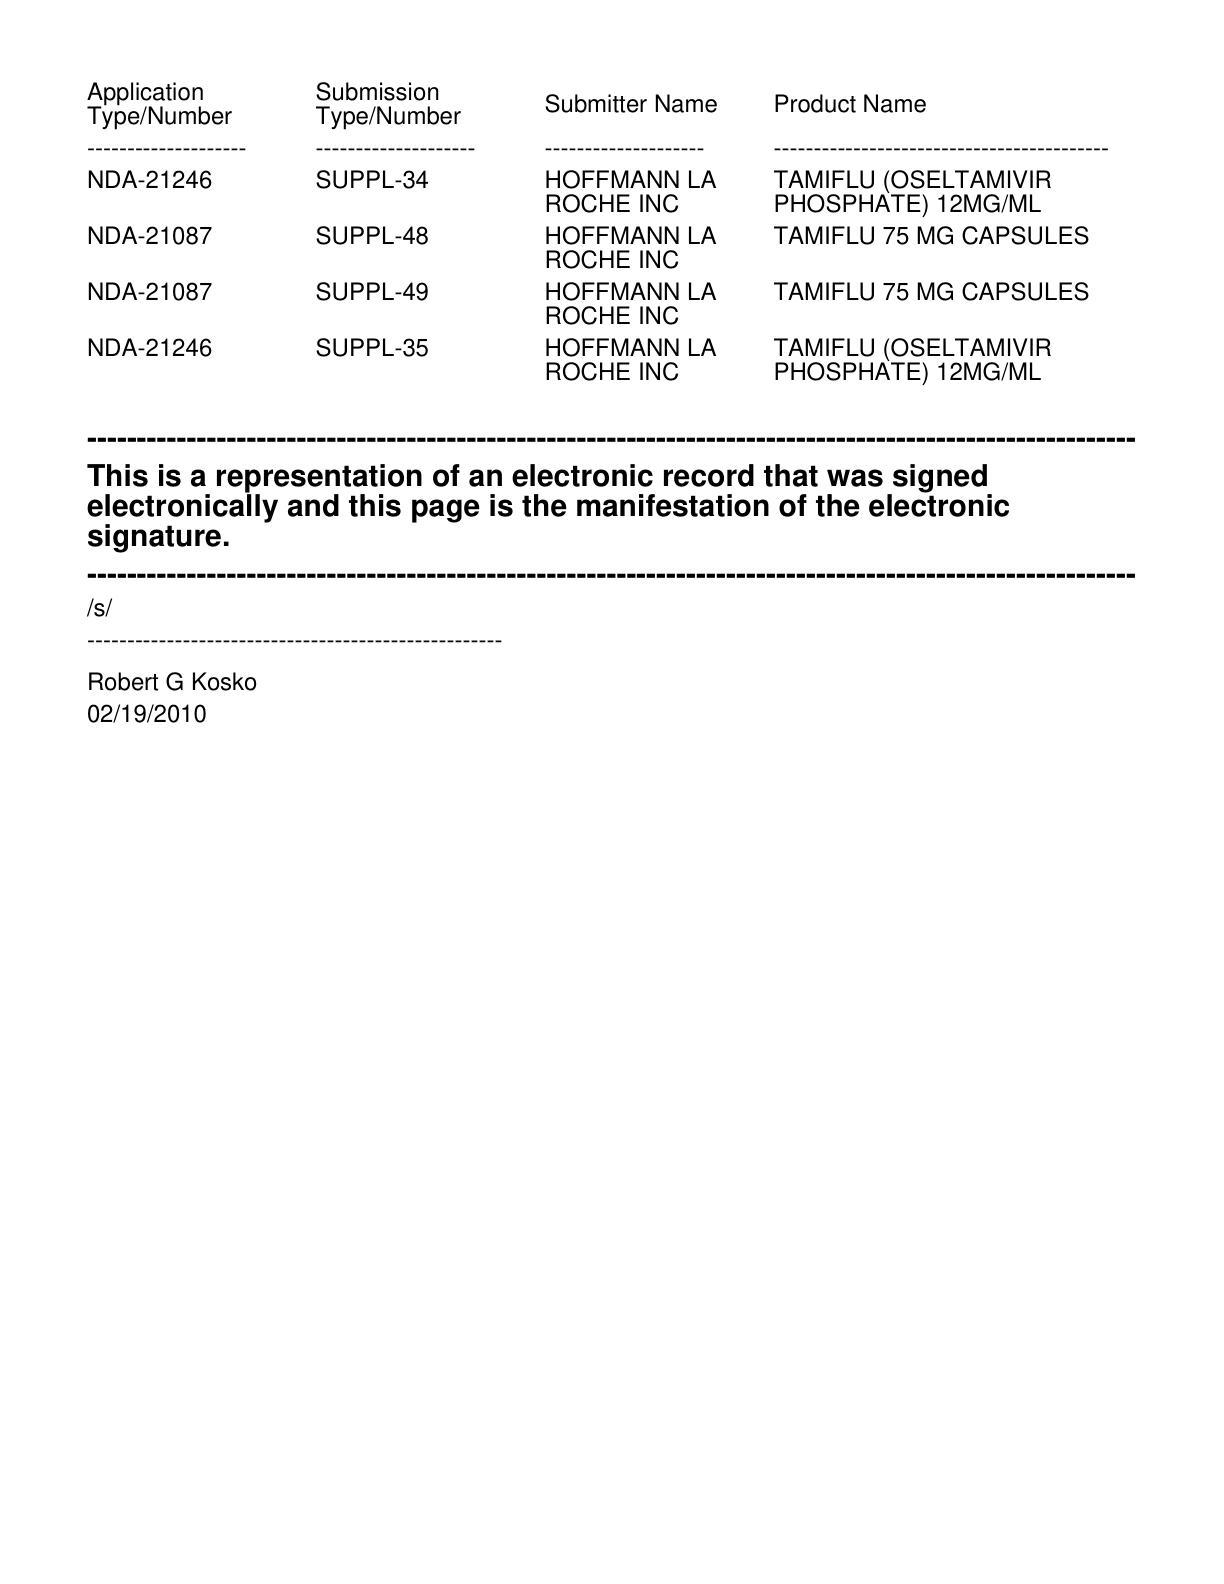 Application Type/Number Submission Type/Number Submitter Name Product Name
-------------------- -------------------- -------------------- ------------------------------------------
NDA-21246 SUPPL-34 HOFFMANN LA TAMIFLU (OSELTAMIVIR
ROCHE INC PHOSPHATE) 12MG/ML
NDA-21087 SUPPL-48 HOFFMANN LA TAMIFLU 75 MG CAPSULES
ROCHE INC
NDA-21087 SUPPL-49 HOFFMANN LA TAMIFLU 75 MG CAPSULES
ROCHE INC
NDA-21246 SUPPL-35 HOFFMANN LA TAMIFLU (OSELTAMIVIR
ROCHE INC PHOSPHATE) 12MG/ML
---------------------------------------------------------------------------------------------------------
This is a representation of an electronic record that was signed
electronically and this page is the manifestation of the electronic
signature.
---------------------------------------------------------------------------------------------------------
/s/
----------------------------------------------------
Robert G Kosko
02/19/2010